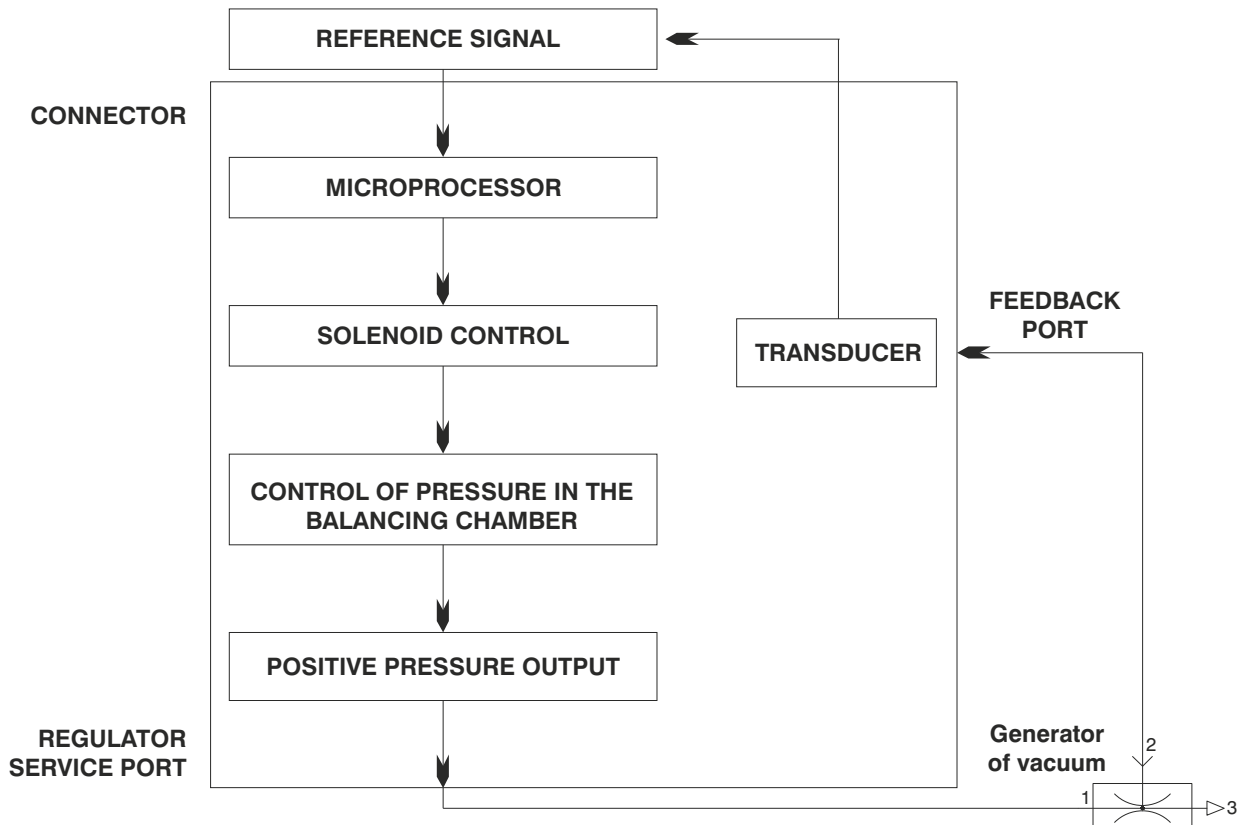 REFERENCE SIGNAL
CONNECTOR
MICROPROCESSOR
SOLENOID CONTROL
TRANSDUCER
FEEDBACK
PORT
CONTROL OF PRESSURE IN THE
BALANCING CHAMBER
POSITIVE PRESSURE OUTPUT
REGULATOR
SERVICE PORT
Generator
of vacuum
2
1
3